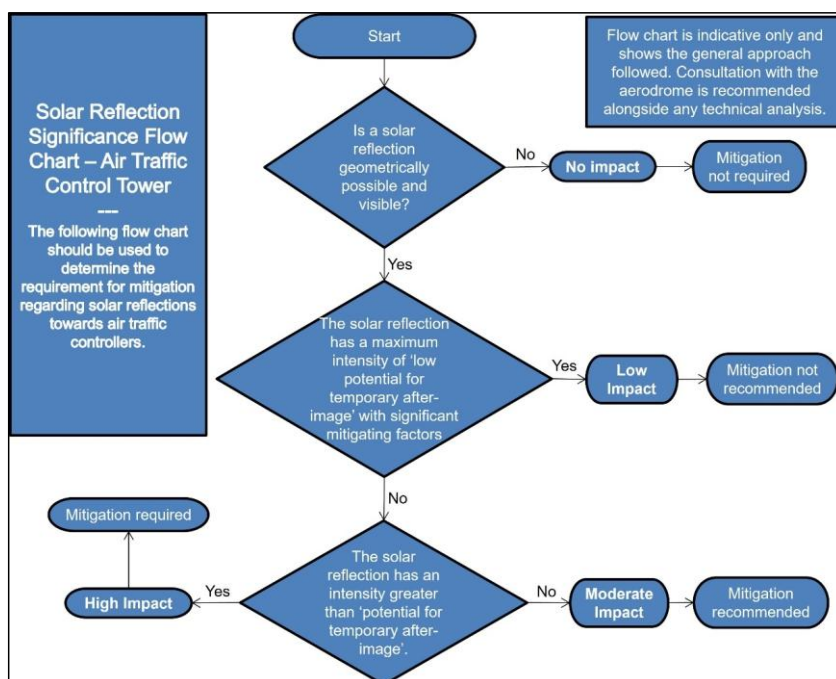 Solar Reflection
Significance Flow
Chart – Air Traffic
Control Tower
---
The following flow chart
should be used to
determine the
requirement for mitigation
regarding solar reflections
towards air traffic
controllers.
Start
Flow chart is indicative only and
shows the general approach
followed. Consultation with the
aerodrome is recommended
alongside any technical analysis.
Is a solar
reflection
geometrically
possible and
visible?
No
No impact
Mitigation
not required
Yes
The solar reflection
has a maximum
intensity of ‘low
potential for
temporary after-
image’ with significant
mitigating factors
Yes
Low
Impact
Mitigation not
recommended
No
The solar
reflection has an
intensity greater
than ‘potential for
temporary after-
image’.
Yes
High Impact
Mitigation required
No
Moderate
Impact
Mitigation
recommended